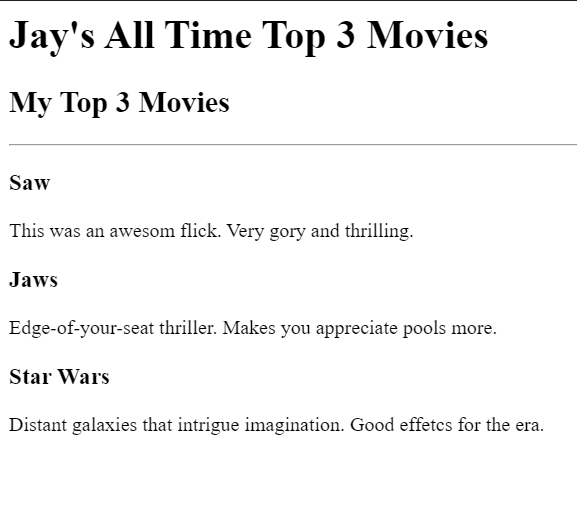 Jay's All Time Top 3 Movies
My Top 3 Movies
Saw
This was an awesom flick. Very gory and thrilling.
Jaws
Edge-of-your-seat thriller. Makes you appreciate pools more.
Star Wars
Distant galaxies that intrigue imagination. Good effetcs for the era.